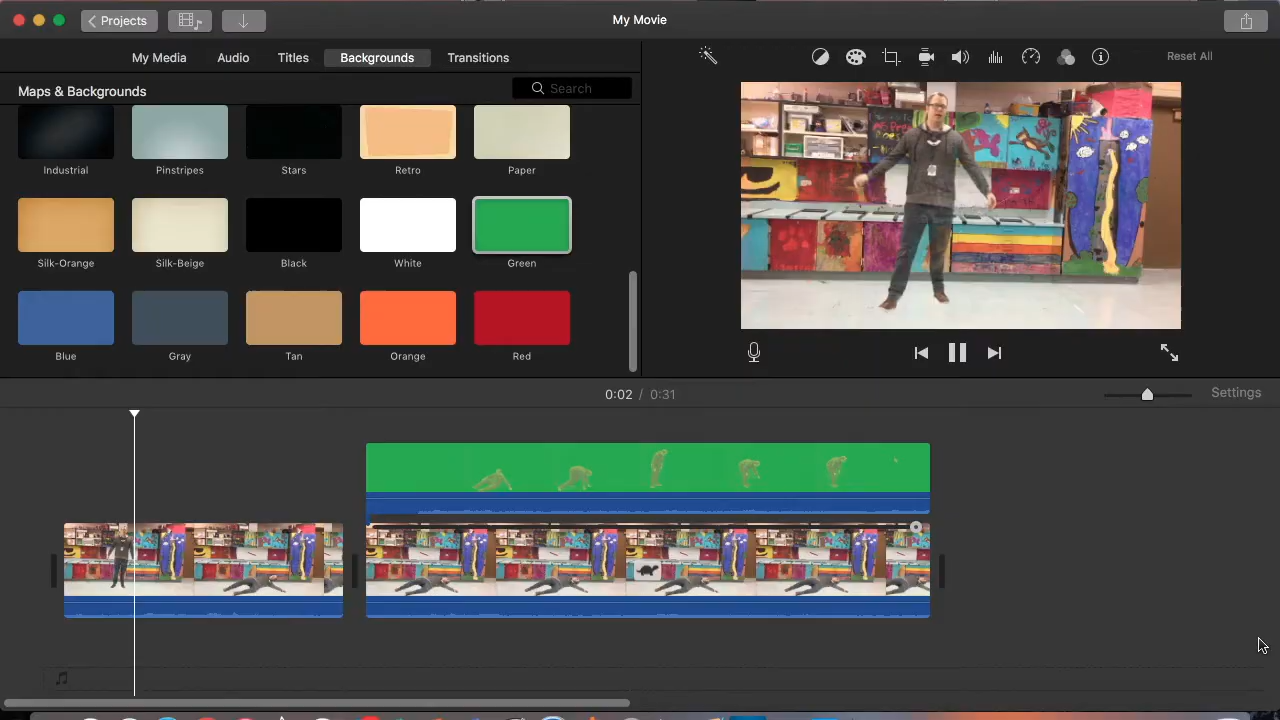 Projects
My Movie
My Media Audio Titles Backgrounds Transitions
Reset All
Maps & Backgrounds
Search
Industrial Pinstripes Stars Retro Paper
Silk-Orange Silk-Beige Black White Green
Blue Gray Tan Orange Red
0:02 / 0:31
Settings